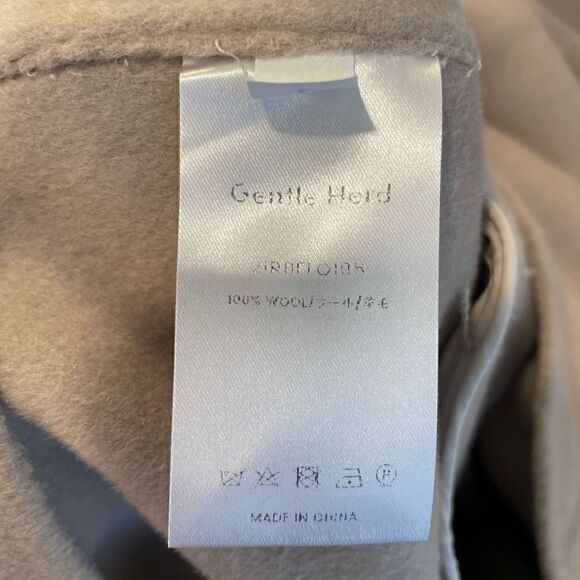 Gentle Herd
100% WOOL/ウール/羊毛
MADE IN CHINA